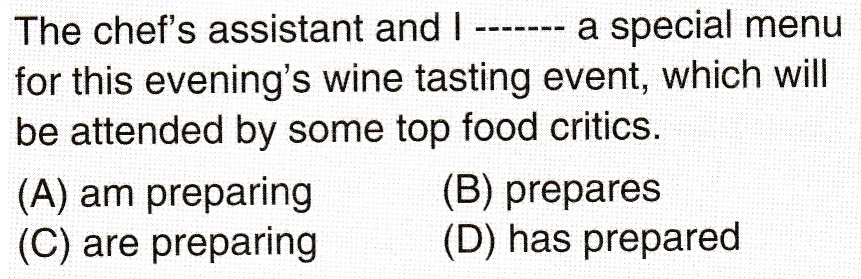 The chef's assistant and I ------- a special menu
for this evening's wine tasting event, which will
be attended by some top food critics.
(A) am preparing (B) prepares
(C) are preparing (D) has prepared